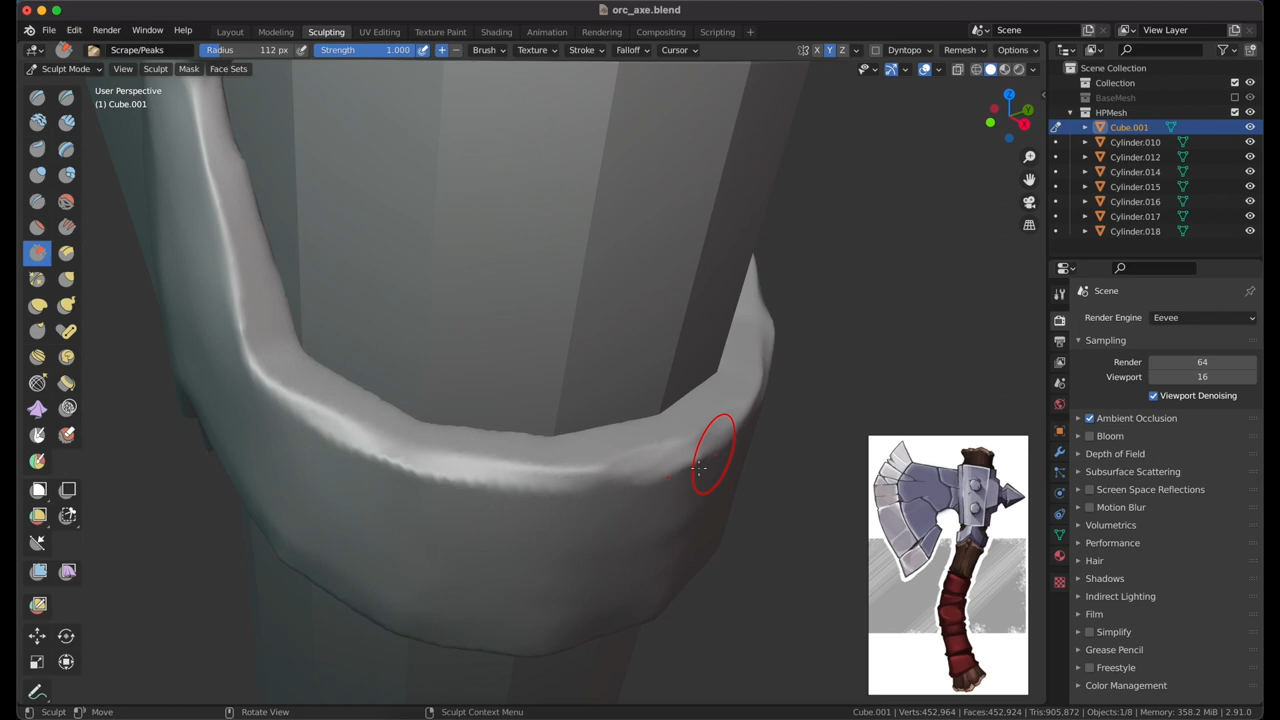 orc_axe.blend
File Edit Render Window Help Layout Modeling Sculpting UV Editing Texture Paint Shading Animation Rendering Compositing Scripting + Scene View Layer
Scrape/Peaks Radius 112 px Strength 1.000 + − Brush Texture Stroke Falloff Cursor X Y Z Dyntopo Remesh Options
Sculpt Mode View Sculpt Mask Face Sets
User Perspective
(1) Cube.001
Z
Y
X
Scene Collection
Collection
BaseMesh
HPMesh
Cube.001
Cylinder.010
Cylinder.012
Cylinder.014
Cylinder.015
Cylinder.016
Cylinder.017
Cylinder.018
Scene
Render Engine Eevee
Sampling
Render 64
Viewport 16
Viewport Denoising
Ambient Occlusion
Bloom
Depth of Field
Subsurface Scattering
Screen Space Reflections
Motion Blur
Volumetrics
Performance
Hair
Shadows
Indirect Lighting
Film
Simplify
Grease Pencil
Freestyle
Color Management
Sculpt Move Rotate View Sculpt Context Menu Cube.001 | Verts:452,964 | Faces:452,924 | Tris:905,872 | Objects:1/8 | Memory: 358.2 MiB | 2.91.0